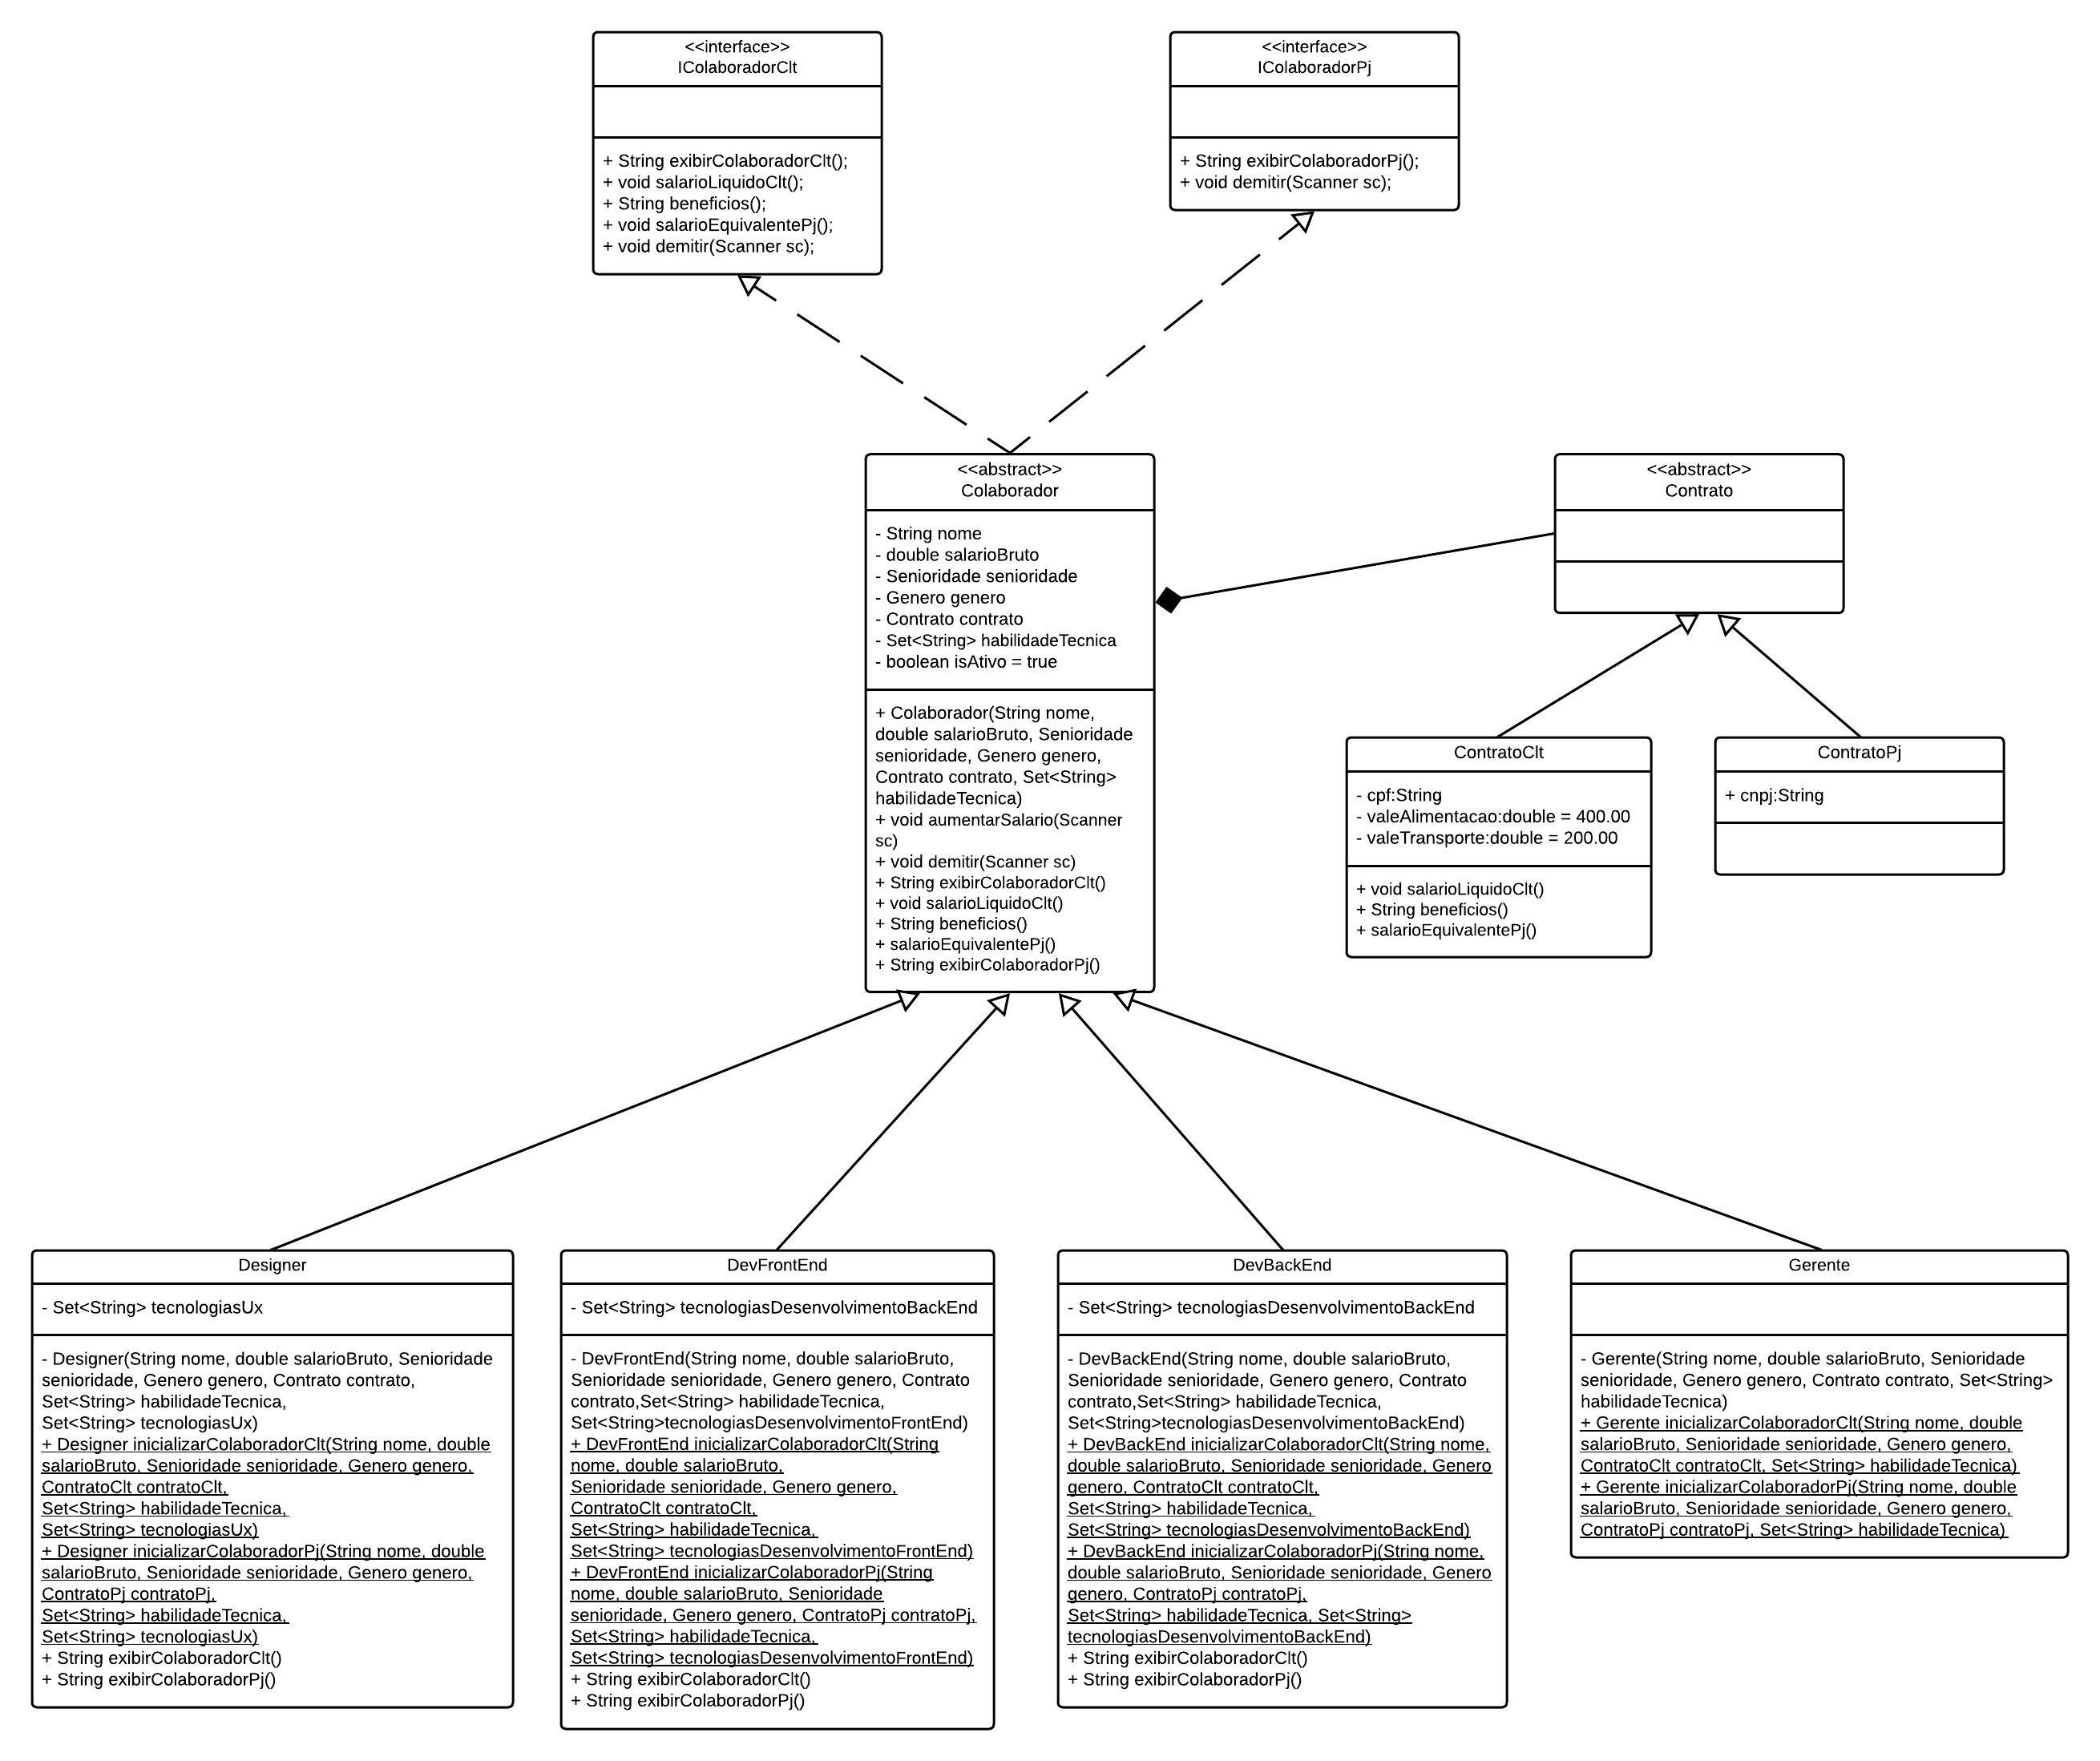 <<interface>>
IColaboradorClt
+ String exibirColaboradorClt();
+ void salarioLiquidoClt();
+ String beneficios();
+ void salarioEquivalentePj();
+ void demitir(Scanner sc);
<<interface>>
IColaboradorPj
+ String exibirColaboradorPj();
+ void demitir(Scanner sc);
<<abstract>>
Colaborador
- String nome
- double salarioBruto
- Senioridade senioridade
- Genero genero
- Contrato contrato
- Set<String> habilidadeTecnica
- boolean isAtivo = true
+ Colaborador(String nome,
double salarioBruto, Senioridade
senioridade, Genero genero,
Contrato contrato, Set<String>
habilidadeTecnica)
+ void aumentarSalario(Scanner
sc)
+ void demitir(Scanner sc)
+ String exibirColaboradorClt()
+ void salarioLiquidoClt()
+ String beneficios()
+ salarioEquivalentePj()
+ String exibirColaboradorPj()
<<abstract>>
Contrato
ContratoClt
- cpf:String
- valeAlimentacao:double = 400.00
- valeTransporte:double = 200.00
+ void salarioLiquidoClt()
+ String beneficios()
+ salarioEquivalentePj()
ContratoPj
+ cnpj:String
Designer
- Set<String> tecnologiasUx
- Designer(String nome, double salarioBruto, Senioridade
senioridade, Genero genero, Contrato contrato,
Set<String> habilidadeTecnica,
Set<String> tecnologiasUx)
+ Designer inicializarColaboradorClt(String nome, double
salarioBruto, Senioridade senioridade, Genero genero,
ContratoClt contratoClt,
Set<String> habilidadeTecnica,
Set<String> tecnologiasUx)
+ Designer inicializarColaboradorPj(String nome, double
salarioBruto, Senioridade senioridade, Genero genero,
ContratoPj contratoPj,
Set<String> habilidadeTecnica,
Set<String> tecnologiasUx)
+ String exibirColaboradorClt()
+ String exibirColaboradorPj()
DevFrontEnd
- Set<String> tecnologiasDesenvolvimentoBackEnd
- DevFrontEnd(String nome, double salarioBruto,
Senioridade senioridade, Genero genero, Contrato
contrato,Set<String> habilidadeTecnica,
Set<String>tecnologiasDesenvolvimentoFrontEnd)
+ DevFrontEnd inicializarColaboradorClt(String
nome, double salarioBruto,
Senioridade senioridade, Genero genero,
ContratoClt contratoClt,
Set<String> habilidadeTecnica,
Set<String> tecnologiasDesenvolvimentoFrontEnd)
+ DevFrontEnd inicializarColaboradorPj(String
nome, double salarioBruto, Senioridade
senioridade, Genero genero, ContratoPj contratoPj,
Set<String> habilidadeTecnica,
Set<String> tecnologiasDesenvolvimentoFrontEnd)
+ String exibirColaboradorClt()
+ String exibirColaboradorPj()
DevBackEnd
- Set<String> tecnologiasDesenvolvimentoBackEnd
- DevBackEnd(String nome, double salarioBruto,
Senioridade senioridade, Genero genero, Contrato
contrato,Set<String> habilidadeTecnica,
Set<String>tecnologiasDesenvolvimentoBackEnd)
+ DevBackEnd inicializarColaboradorClt(String nome,
double salarioBruto, Senioridade senioridade, Genero
genero, ContratoClt contratoClt,
Set<String> habilidadeTecnica,
Set<String> tecnologiasDesenvolvimentoBackEnd)
+ DevBackEnd inicializarColaboradorPj(String nome,
double salarioBruto, Senioridade senioridade, Genero
genero, ContratoPj contratoPj,
Set<String> habilidadeTecnica, Set<String>
tecnologiasDesenvolvimentoBackEnd)
+ String exibirColaboradorClt()
+ String exibirColaboradorPj()
Gerente
- Gerente(String nome, double salarioBruto, Senioridade
senioridade, Genero genero, Contrato contrato, Set<String>
habilidadeTecnica)
+ Gerente inicializarColaboradorClt(String nome, double
salarioBruto, Senioridade senioridade, Genero genero,
ContratoClt contratoClt, Set<String> habilidadeTecnica)
+ Gerente inicializarColaboradorPj(String nome, double
salarioBruto, Senioridade senioridade, Genero genero,
ContratoPj contratoPj, Set<String> habilidadeTecnica)